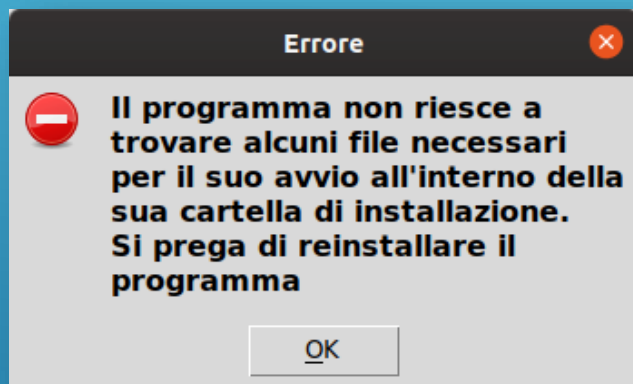 Errore
Il programma non riesce a
trovare alcuni file necessari
per il suo avvio all'interno della
sua cartella di installazione.
Si prega di reinstallare il
programma
OK